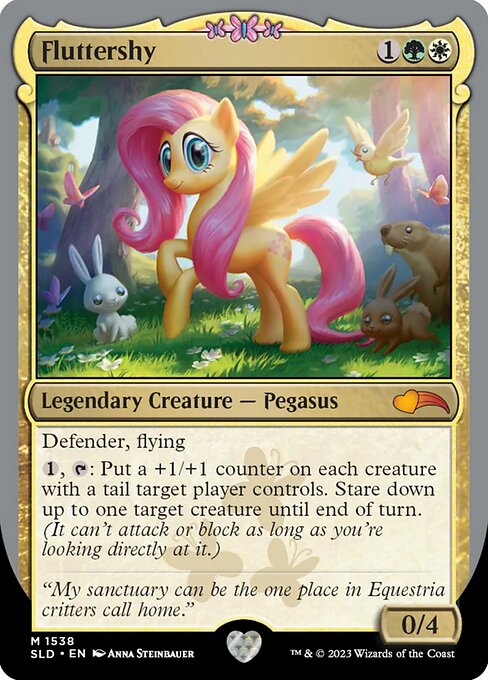 Fluttershy 1
Legendary Creature — Pegasus
Defender, flying
1, : Put a +1/+1 counter on each creature
with a tail target player controls. Stare down
up to one target creature until end of turn.
(It can’t attack or block as long as you’re
looking directly at it.)
“My sanctuary can be the one place in Equestria
critters call home.”
0/4
M 1538
SLD • EN Anna Steinbauer
™ & © 2023 Wizards of the Coast